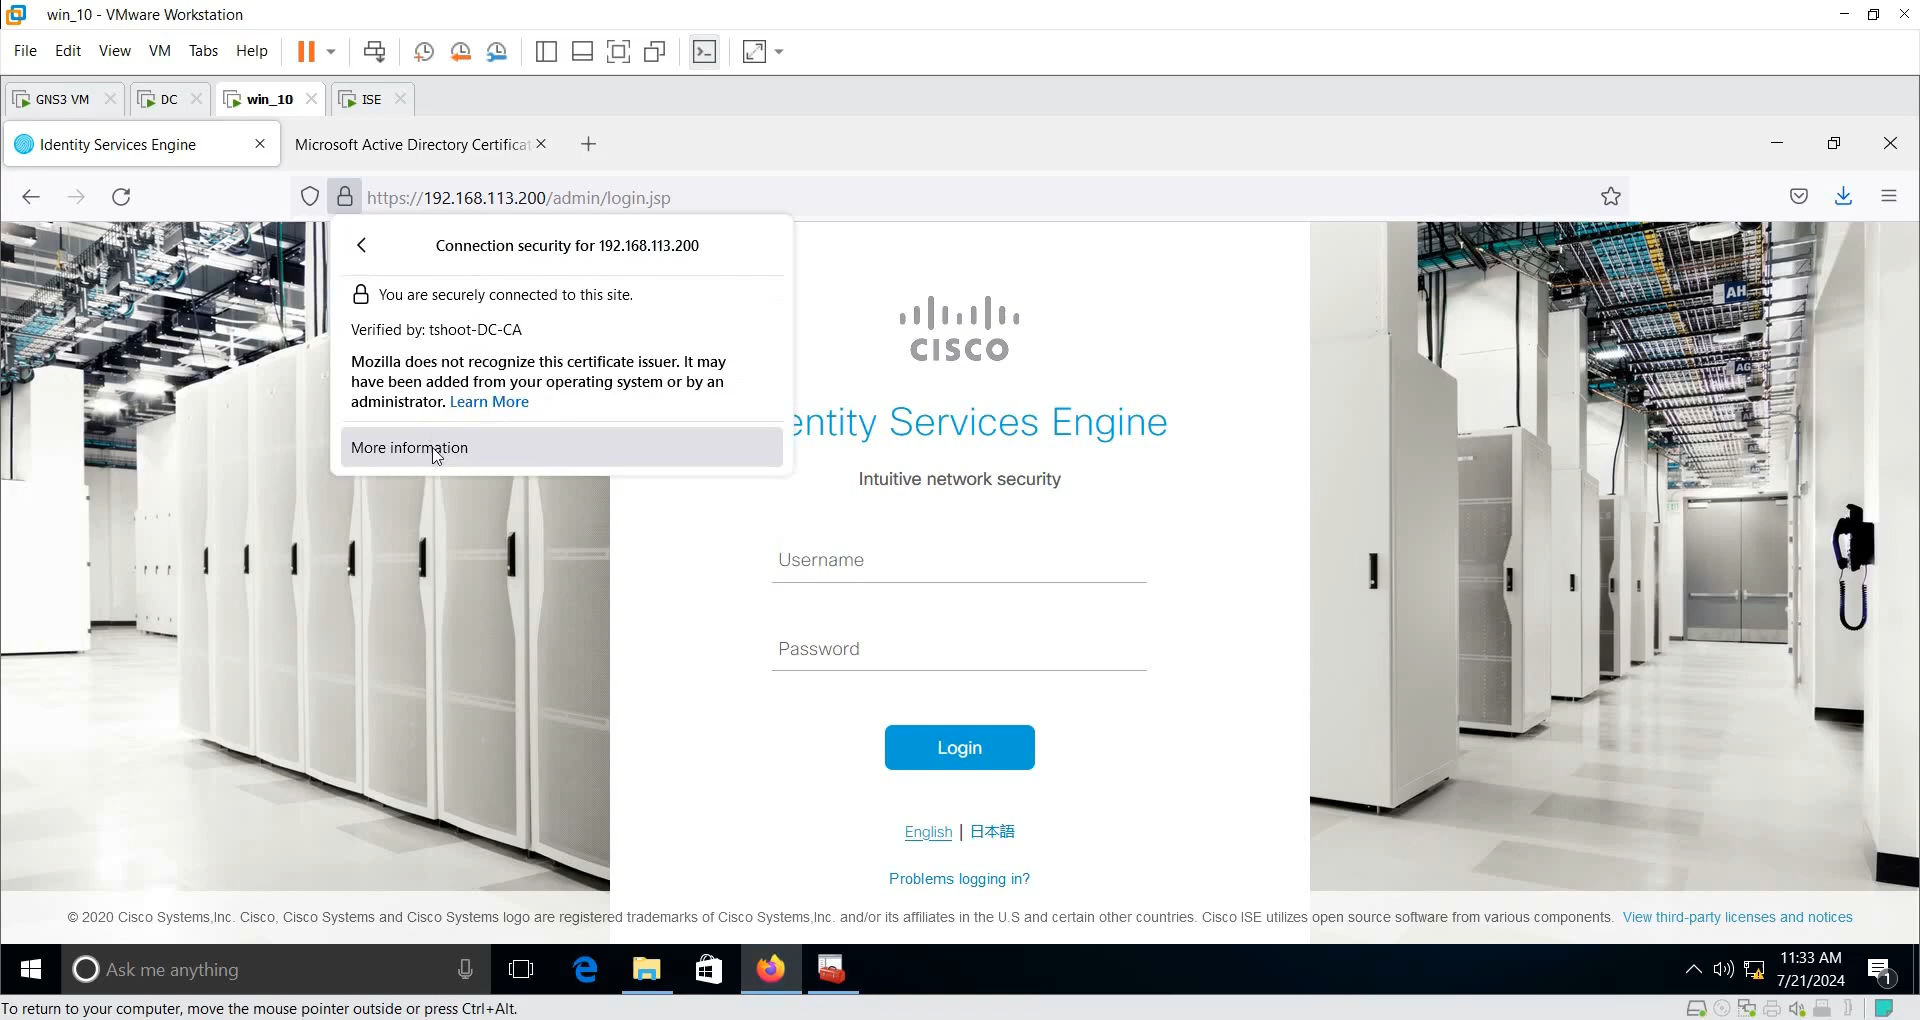 win_10 - VMware Workstation
File Edit View VM Tabs Help
GNS3 VM DC win_10 ISE
Identity Services Engine Microsoft Active Directory Certificat
https://192.168.113.200/admin/login.jsp
Connection security for 192.168.113.200
You are securely connected to this site.
Verified by: tshoot-DC-CA
Mozilla does not recognize this certificate issuer. It may
have been added from your operating system or by an
administrator. Learn More
More information
CISCO
entity Services Engine
Intuitive network security
Username
Password
Login
English | 日本語
Problems logging in?
AH
AG
© 2020 Cisco Systems,Inc. Cisco, Cisco Systems and Cisco Systems logo are registered trademarks of Cisco Systems,Inc. and/or its affiliates in the U.S and certain other countries. Cisco ISE utilizes open source software from various components. View third-party licenses and notices
Ask me anything
11:33 AM
7/21/2024
1
To return to your computer, move the mouse pointer outside or press Ctrl+Alt.